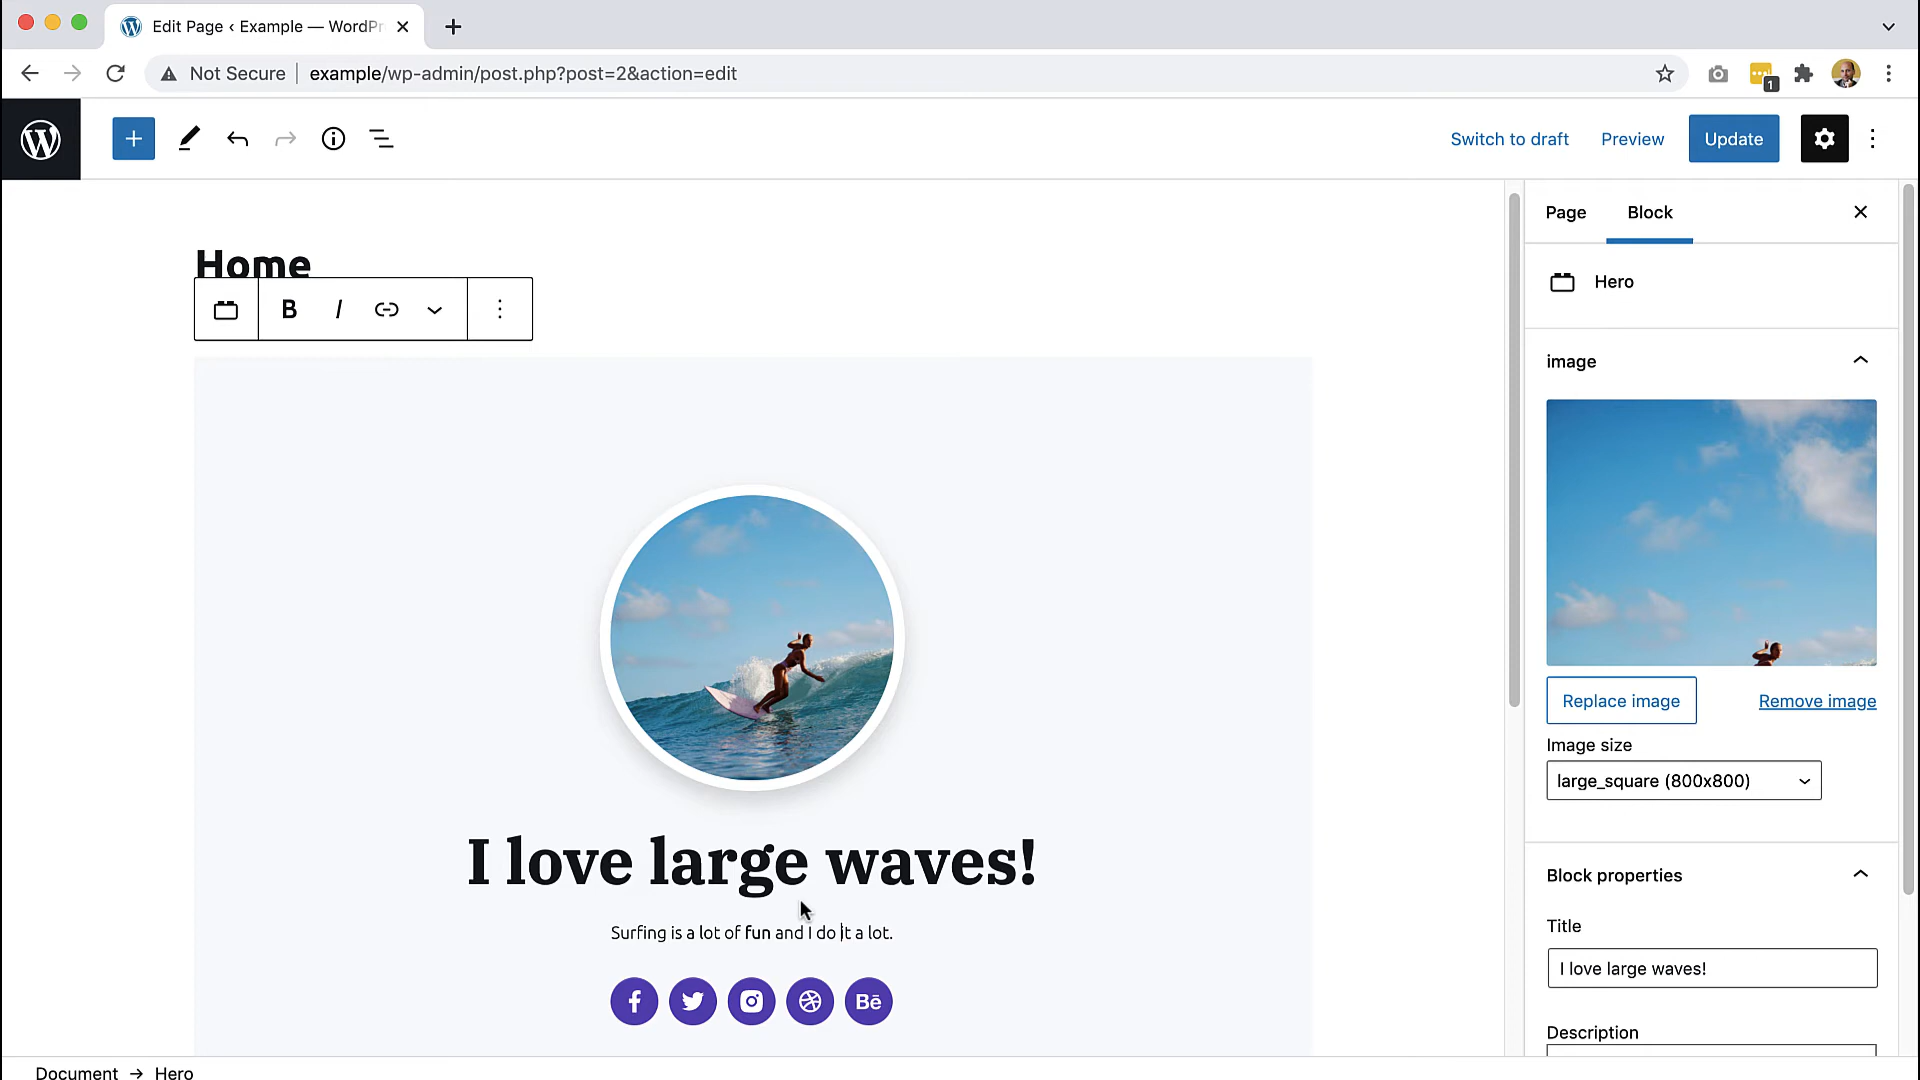 Edit Page ‹ Example — WordPr
Not Secure
example/wp-admin/post.php?post=2&action=edit
1
Switch to draft
Preview
Update
Page
Block
Home
Hero
B I
image
Replace image
Remove image
Image size
large_square (800x800)
I love large waves!
Surfing is a lot of fun and I do it a lot.
Bē
Block properties
Title
I love large waves!
Description
Document → Hero